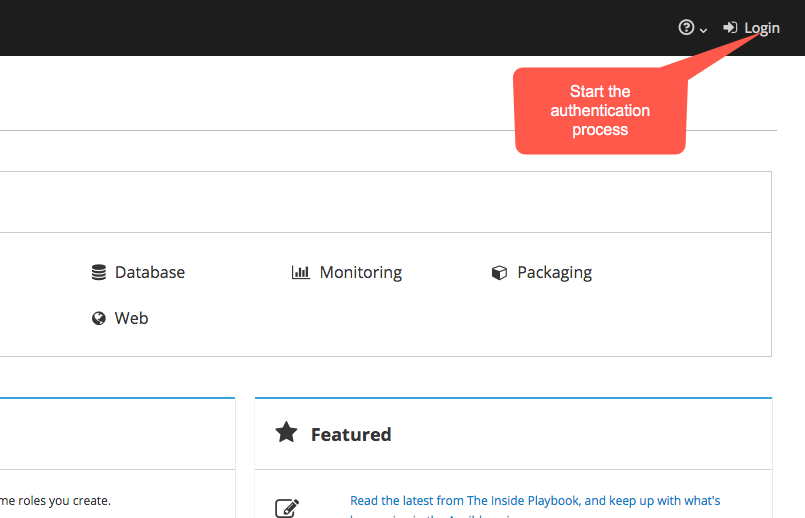 Login
Start the
authentication
process
Database
Monitoring
Packaging
Web
Featured
me roles you create.
Read the latest from The Inside Playbook, and keep up with what's